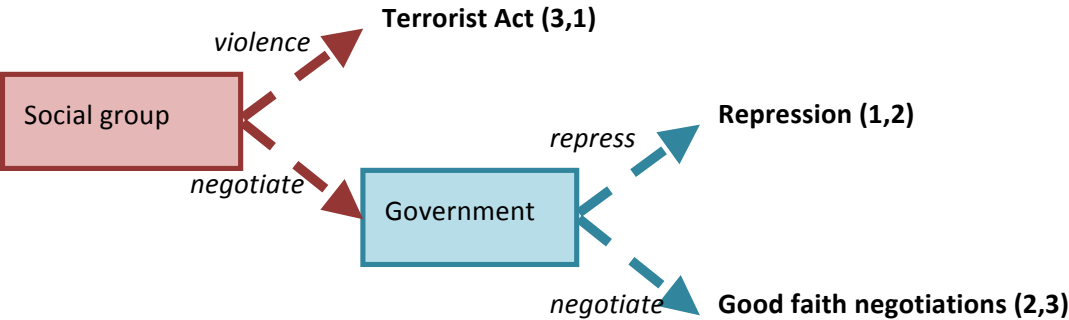 Terrorist Act (3,1)
violence
Social group
Repression (1,2)
repress
negotiate
Government
negotiate
Good faith negotiations (2,3)